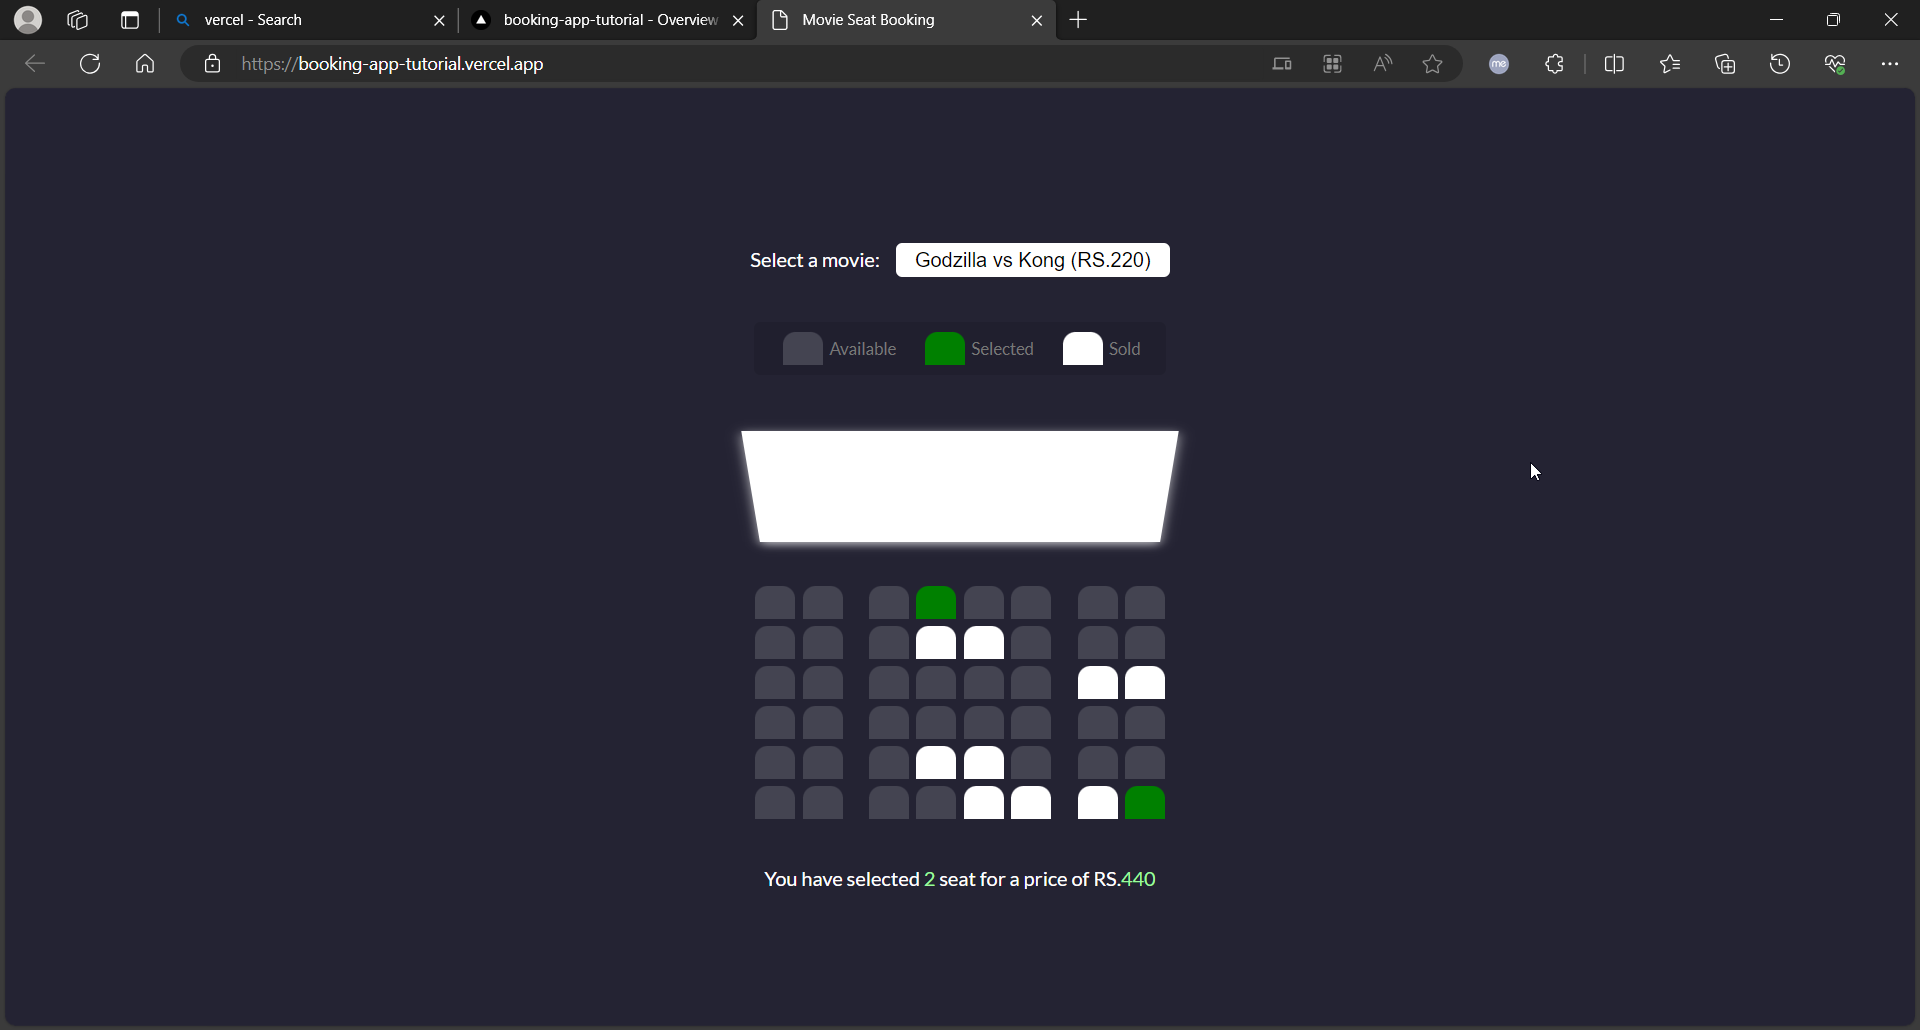 vercel - Search
booking-app-tutorial - Overview
Movie Seat Booking
https://booking-app-tutorial.vercel.app
me
Select a movie: Godzilla vs Kong (RS.220)
Available Selected Sold
You have selected 2 seat for a price of RS.440